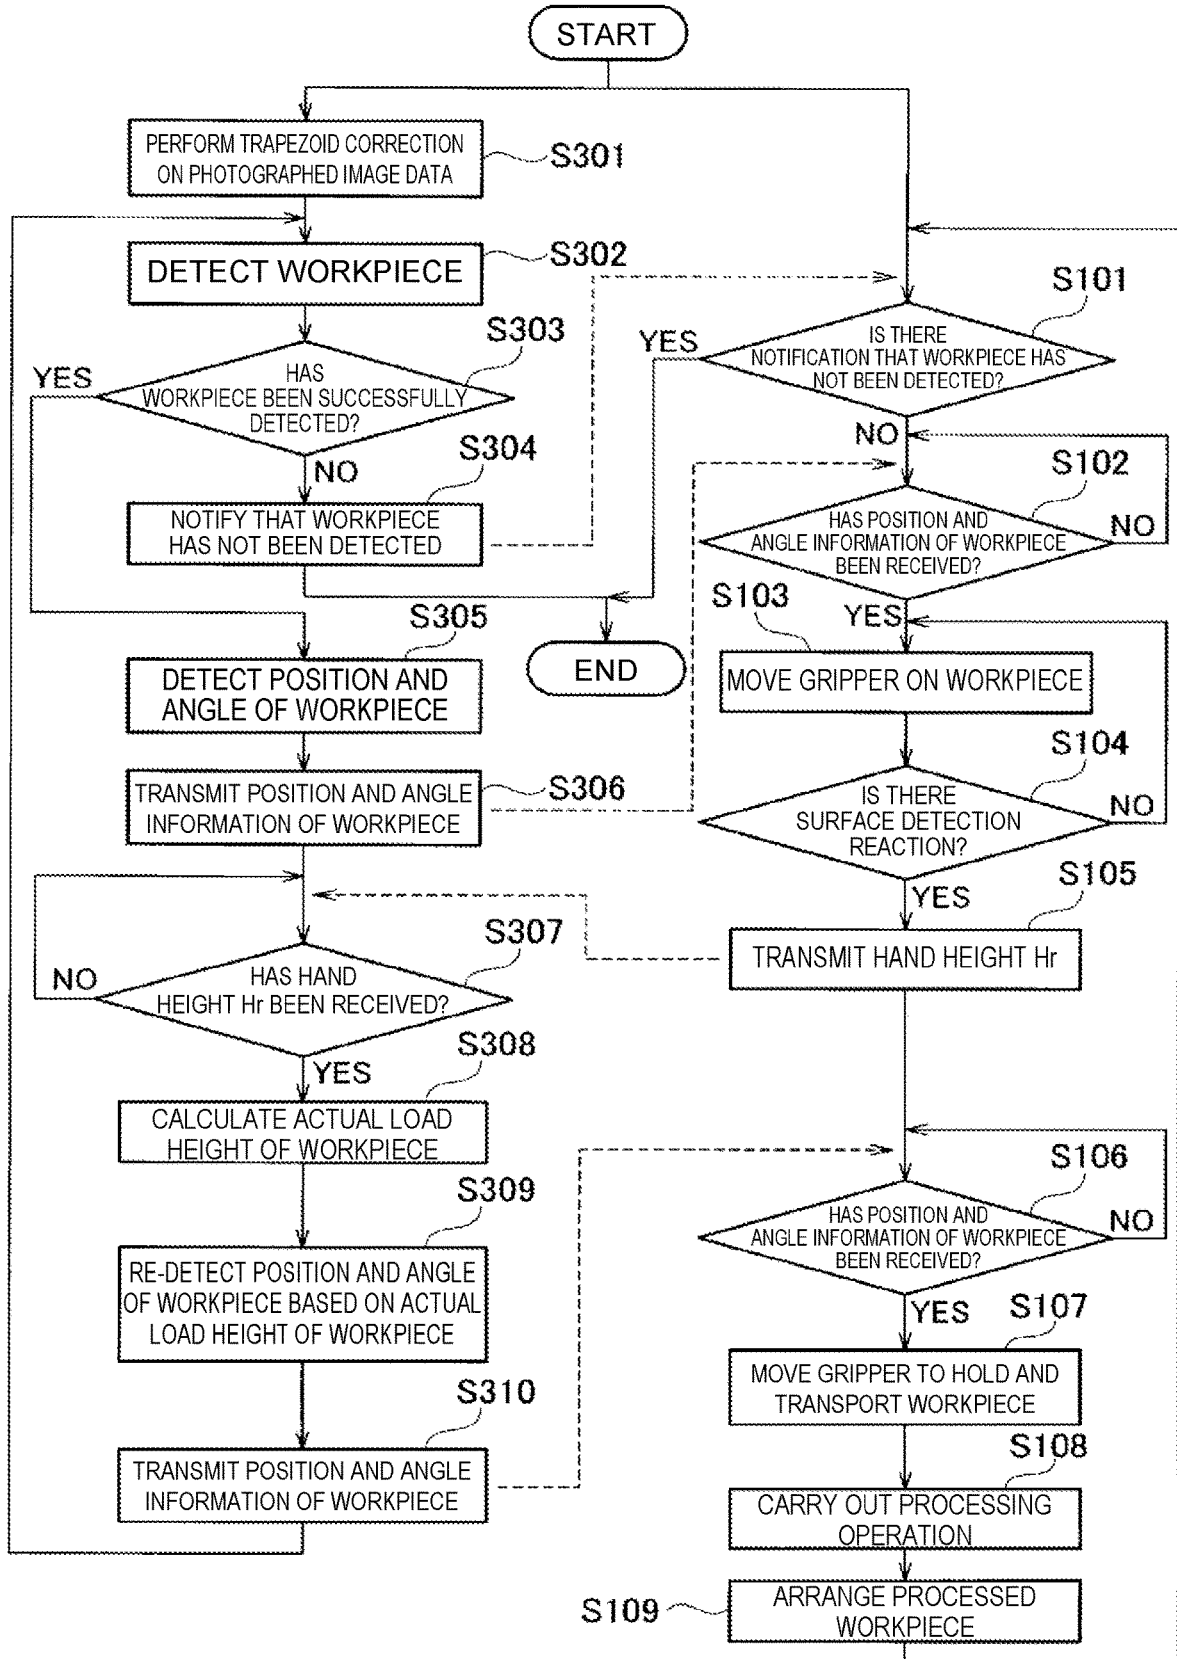 START
PERFORM TRAPEZOID CORRECTION
ON PHOTOGRAPHED IMAGE DATA
S301
DETECT WORKPIECE
S302
HAS
WORKPIECE BEEN SUCCESSFULLY
DETECTED?
S303
YES
NO
NOTIFY THAT WORKPIECE
HAS NOT BEEN DETECTED
S304
END
DETECT POSITION AND
ANGLE OF WORKPIECE
S305
TRANSMIT POSITION AND ANGLE
INFORMATION OF WORKPIECE
S306
HAS HAND
HEIGHT Hr BEEN RECEIVED?
S307
NO
YES
CALCULATE ACTUAL LOAD
HEIGHT OF WORKPIECE
S308
RE-DETECT POSITION AND ANGLE
OF WORKPIECE BASED ON ACTUAL
LOAD HEIGHT OF WORKPIECE
S309
TRANSMIT POSITION AND ANGLE
INFORMATION OF WORKPIECE
S310
IS THERE
NOTIFICATION THAT WORKPIECE HAS
NOT BEEN DETECTED?
S101
YES
NO
HAS POSITION AND
ANGLE INFORMATION OF WORKPIECE
BEEN RECEIVED?
S102
NO
YES
MOVE GRIPPER ON WORKPIECE
S103
IS THERE
SURFACE DETECTION
REACTION?
S104
NO
YES
TRANSMIT HAND HEIGHT Hr
S105
HAS POSITION AND
ANGLE INFORMATION OF WORKPIECE
BEEN RECEIVED?
S106
NO
YES
MOVE GRIPPER TO HOLD AND
TRANSPORT WORKPIECE
S107
CARRY OUT PROCESSING
OPERATION
S108
ARRANGE PROCESSED
WORKPIECE
S109